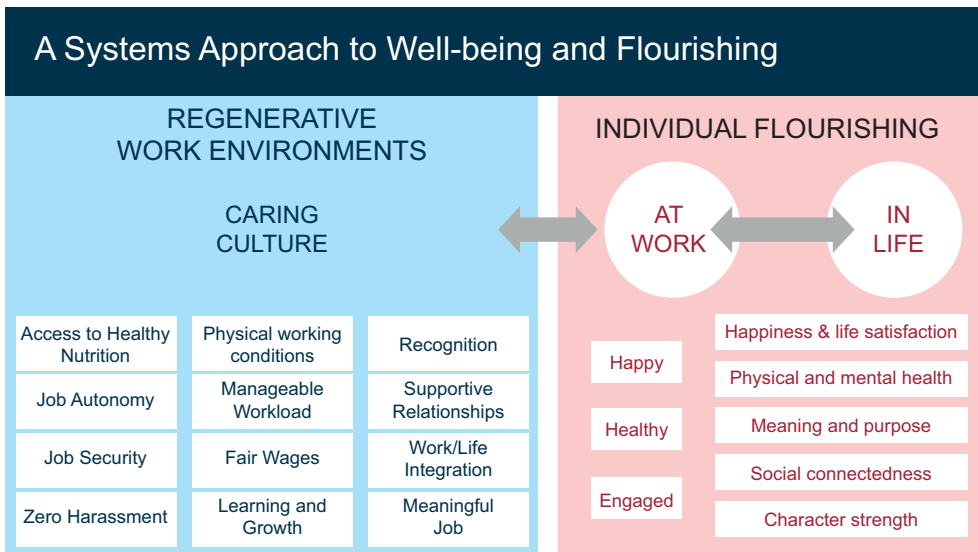 A Systems Approach to Well-being and Flourishing
REGENERATIVE
WORK ENVIRONMENTS
CARING
CULTURE
Access to Healthy
Nutrition
Physical working
conditions
Recognition
Job Autonomy
Manageable
Workload
Supportive
Relationships
Job Security
Fair Wages
Work/Life
Integration
Zero Harassment
Learning and
Growth
Meaningful
Job
INDIVIDUAL FLOURISHING
AT
WORK
IN
LIFE
Happy
Healthy
Engaged
Happiness & life satisfaction
Physical and mental health
Meaning and purpose
Social connectedness
Character strength